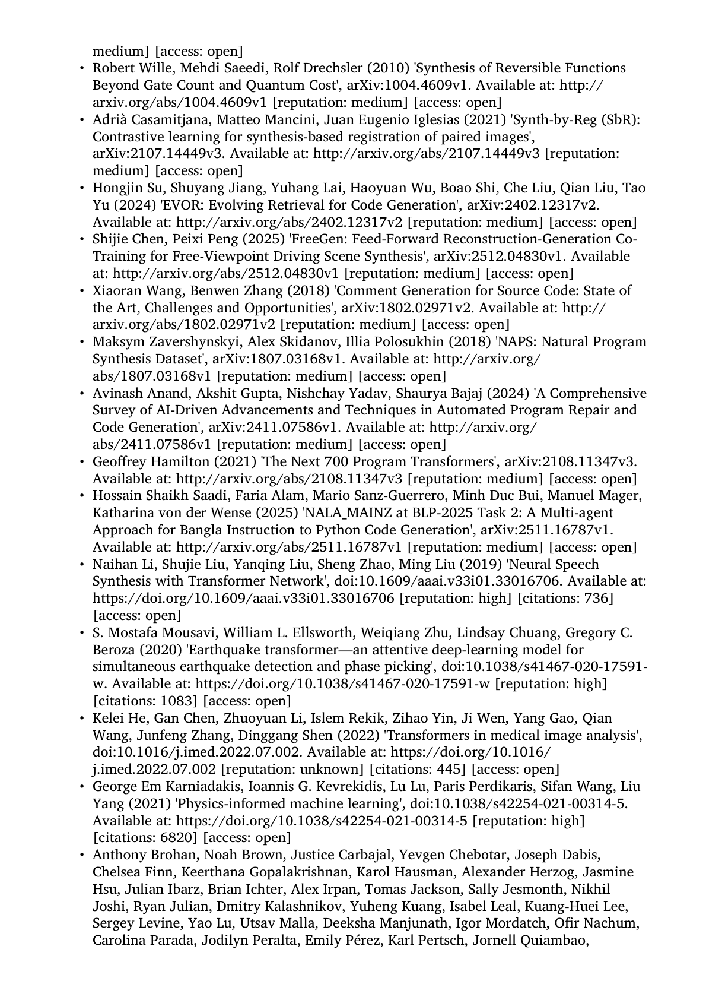 medium] [access: open]
• Robert Wille, Mehdi Saeedi, Rolf Drechsler (2010) 'Synthesis of Reversible Functions
Beyond Gate Count and Quantum Cost', arXiv:1004.4609v1. Available at: http://
arxiv.org/abs/1004.4609v1 [reputation: medium] [access: open]
• Adrià Casamitjana, Matteo Mancini, Juan Eugenio Iglesias (2021) 'Synth-by-Reg (SbR):
Contrastive learning for synthesis-based registration of paired images',
arXiv:2107.14449v3. Available at: http://arxiv.org/abs/2107.14449v3 [reputation:
medium] [access: open]
• Hongjin Su, Shuyang Jiang, Yuhang Lai, Haoyuan Wu, Boao Shi, Che Liu, Qian Liu, Tao
Yu (2024) 'EVOR: Evolving Retrieval for Code Generation', arXiv:2402.12317v2.
Available at: http://arxiv.org/abs/2402.12317v2 [reputation: medium] [access: open]
• Shijie Chen, Peixi Peng (2025) 'FreeGen: Feed-Forward Reconstruction-Generation Co-
Training for Free-Viewpoint Driving Scene Synthesis', arXiv:2512.04830v1. Available
at: http://arxiv.org/abs/2512.04830v1 [reputation: medium] [access: open]
• Xiaoran Wang, Benwen Zhang (2018) 'Comment Generation for Source Code: State of
the Art, Challenges and Opportunities', arXiv:1802.02971v2. Available at: http://
arxiv.org/abs/1802.02971v2 [reputation: medium] [access: open]
• Maksym Zavershynskyi, Alex Skidanov, Illia Polosukhin (2018) 'NAPS: Natural Program
Synthesis Dataset', arXiv:1807.03168v1. Available at: http://arxiv.org/
abs/1807.03168v1 [reputation: medium] [access: open]
• Avinash Anand, Akshit Gupta, Nishchay Yadav, Shaurya Bajaj (2024) 'A Comprehensive
Survey of AI-Driven Advancements and Techniques in Automated Program Repair and
Code Generation', arXiv:2411.07586v1. Available at: http://arxiv.org/
abs/2411.07586v1 [reputation: medium] [access: open]
• Geoffrey Hamilton (2021) 'The Next 700 Program Transformers', arXiv:2108.11347v3.
Available at: http://arxiv.org/abs/2108.11347v3 [reputation: medium] [access: open]
• Hossain Shaikh Saadi, Faria Alam, Mario Sanz-Guerrero, Minh Duc Bui, Manuel Mager,
Katharina von der Wense (2025) 'NALA_MAINZ at BLP-2025 Task 2: A Multi-agent
Approach for Bangla Instruction to Python Code Generation', arXiv:2511.16787v1.
Available at: http://arxiv.org/abs/2511.16787v1 [reputation: medium] [access: open]
• Naihan Li, Shujie Liu, Yanqing Liu, Sheng Zhao, Ming Liu (2019) 'Neural Speech
Synthesis with Transformer Network', doi:10.1609/aaai.v33i01.33016706. Available at:
https://doi.org/10.1609/aaai.v33i01.33016706 [reputation: high] [citations: 736]
[access: open]
• S. Mostafa Mousavi, William L. Ellsworth, Weiqiang Zhu, Lindsay Chuang, Gregory C.
Beroza (2020) 'Earthquake transformer—an attentive deep-learning model for
simultaneous earthquake detection and phase picking', doi:10.1038/s41467-020-17591-
w. Available at: https://doi.org/10.1038/s41467-020-17591-w [reputation: high]
[citations: 1083] [access: open]
• Kelei He, Gan Chen, Zhuoyuan Li, Islem Rekik, Zihao Yin, Ji Wen, Yang Gao, Qian
Wang, Junfeng Zhang, Dinggang Shen (2022) 'Transformers in medical image analysis',
doi:10.1016/j.imed.2022.07.002. Available at: https://doi.org/10.1016/
j.imed.2022.07.002 [reputation: unknown] [citations: 445] [access: open]
• George Em Karniadakis, Ioannis G. Kevrekidis, Lu Lu, Paris Perdikaris, Sifan Wang, Liu
Yang (2021) 'Physics-informed machine learning', doi:10.1038/s42254-021-00314-5.
Available at: https://doi.org/10.1038/s42254-021-00314-5 [reputation: high]
[citations: 6820] [access: open]
• Anthony Brohan, Noah Brown, Justice Carbajal, Yevgen Chebotar, Joseph Dabis,
Chelsea Finn, Keerthana Gopalakrishnan, Karol Hausman, Alexander Herzog, Jasmine
Hsu, Julian Ibarz, Brian Ichter, Alex Irpan, Tomas Jackson, Sally Jesmonth, Nikhil
Joshi, Ryan Julian, Dmitry Kalashnikov, Yuheng Kuang, Isabel Leal, Kuang-Huei Lee,
Sergey Levine, Yao Lu, Utsav Malla, Deeksha Manjunath, Igor Mordatch, Ofir Nachum,
Carolina Parada, Jodilyn Peralta, Emily Pérez, Karl Pertsch, Jornell Quiambao,